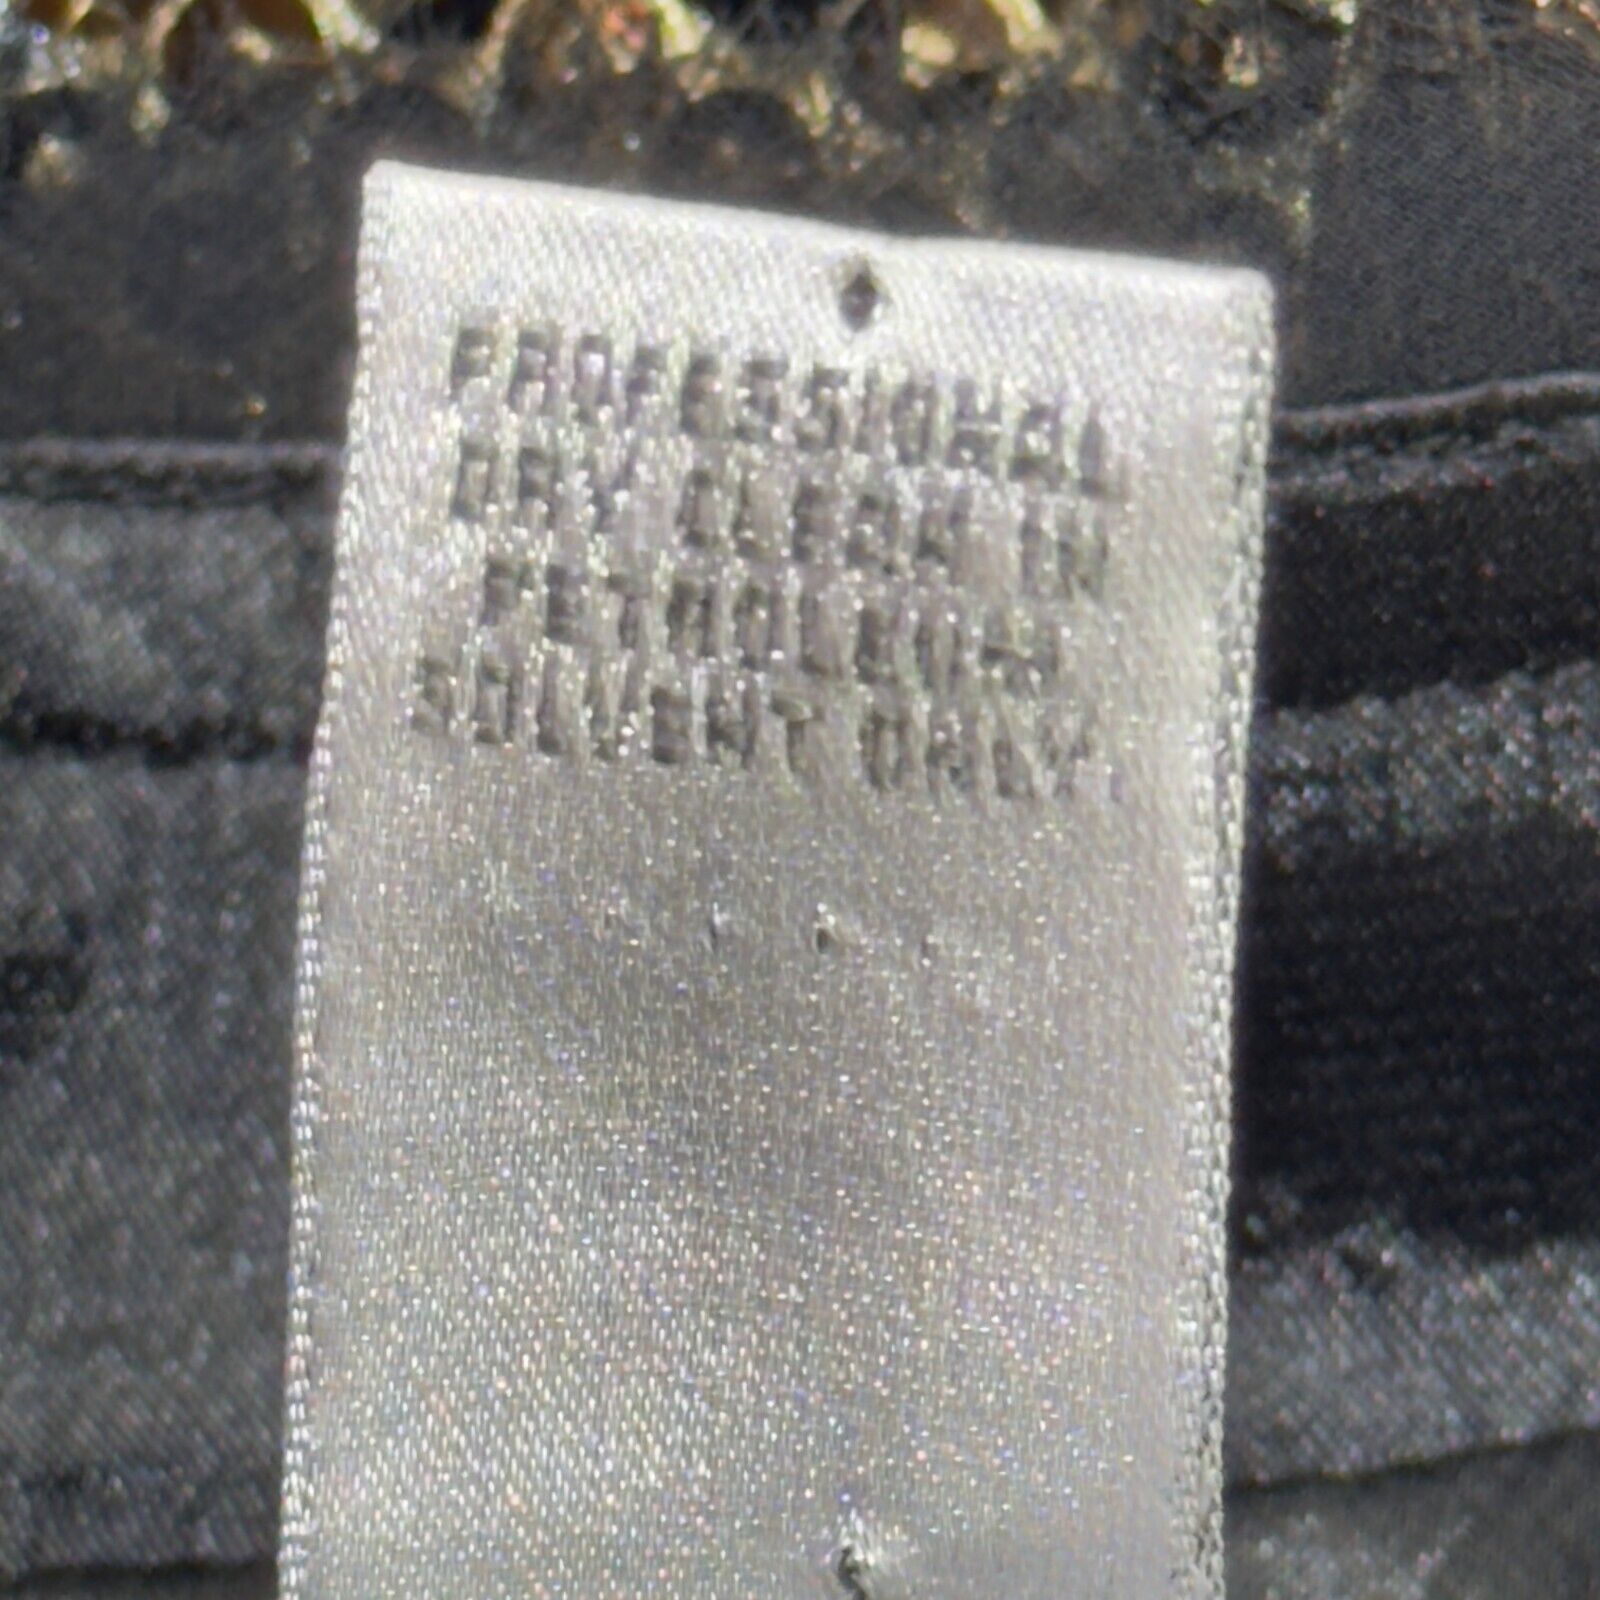 PROFESSIONAL
DRY CLEAN IN
PETROLEUM
SOLVENT ONLY.